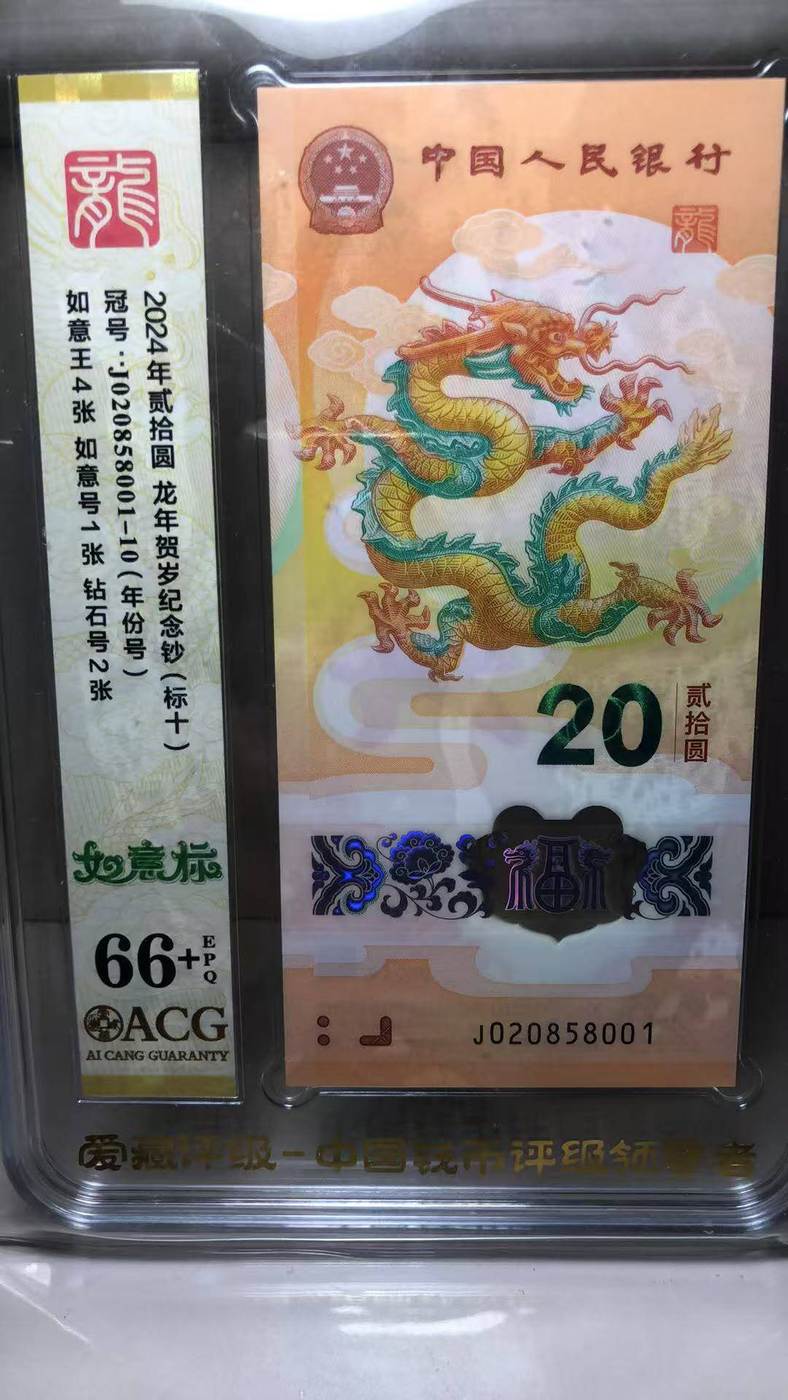 龍
2024年贰拾圆 龙年贺岁纪念钞(标十)
冠号:J020858001-10(年份号)
如意王4张 如意号1张 钻石号2张
如意标
66+EPQ
ACG
AI CANG GUARANTY
中国人民银行
龍
20 贰拾圆
福
J020858001
爱藏评级-中国钱币评级领导者